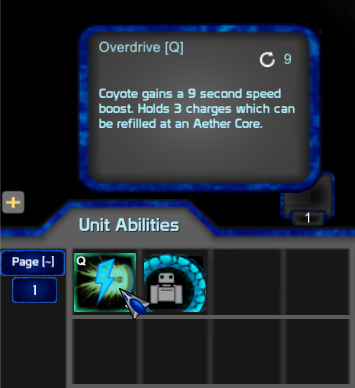 Overdrive [Q]
9
Coyote gains a 9 second speed
boost. Holds 3 charges which can
be refilled at an Aether Core.
1
Unit Abilities
Page [~]
1
Q